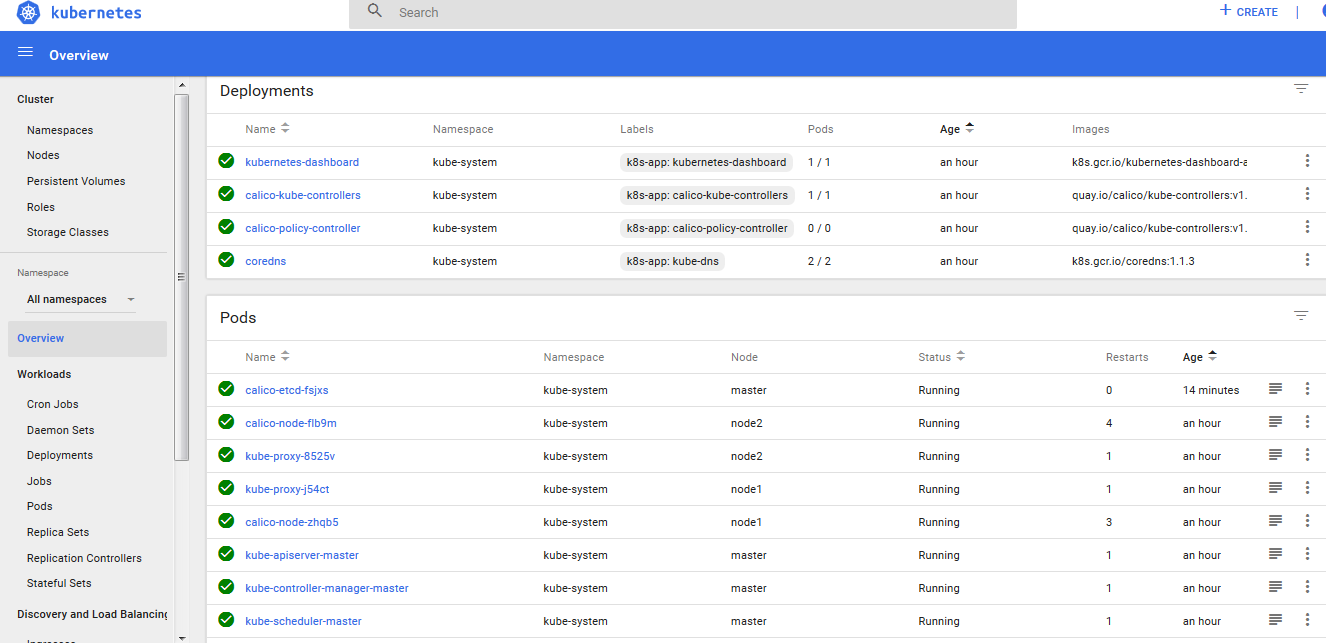 kubernetes
Search
+ CREATE |
Overview
Cluster
Namespaces
Nodes
Persistent Volumes
Roles
Storage Classes
Namespace
All namespaces
Overview
Workloads
Cron Jobs
Daemon Sets
Deployments
Jobs
Pods
Replica Sets
Replication Controllers
Stateful Sets
Discovery and Load Balancing
Deployments
Name Namespace Labels Pods Age Images
kubernetes-dashboard kube-system k8s-app: kubernetes-dashboard 1 / 1 an hour k8s.gcr.io/kubernetes-dashboard-a
calico-kube-controllers kube-system k8s-app: calico-kube-controllers 1 / 1 an hour quay.io/calico/kube-controllers:v1.
calico-policy-controller kube-system k8s-app: calico-policy-controller 0 / 0 an hour quay.io/calico/kube-controllers:v1.
coredns kube-system k8s-app: kube-dns 2 / 2 an hour k8s.gcr.io/coredns:1.1.3
Pods
Name Namespace Node Status Restarts Age
calico-etcd-fsjxs kube-system master Running 0 14 minutes
calico-node-flb9m kube-system node2 Running 4 an hour
kube-proxy-8525v kube-system node2 Running 1 an hour
kube-proxy-j54ct kube-system node1 Running 1 an hour
calico-node-zhqb5 kube-system node1 Running 3 an hour
kube-apiserver-master kube-system master Running 1 an hour
kube-controller-manager-master kube-system master Running 1 an hour
kube-scheduler-master kube-system master Running 1 an hour